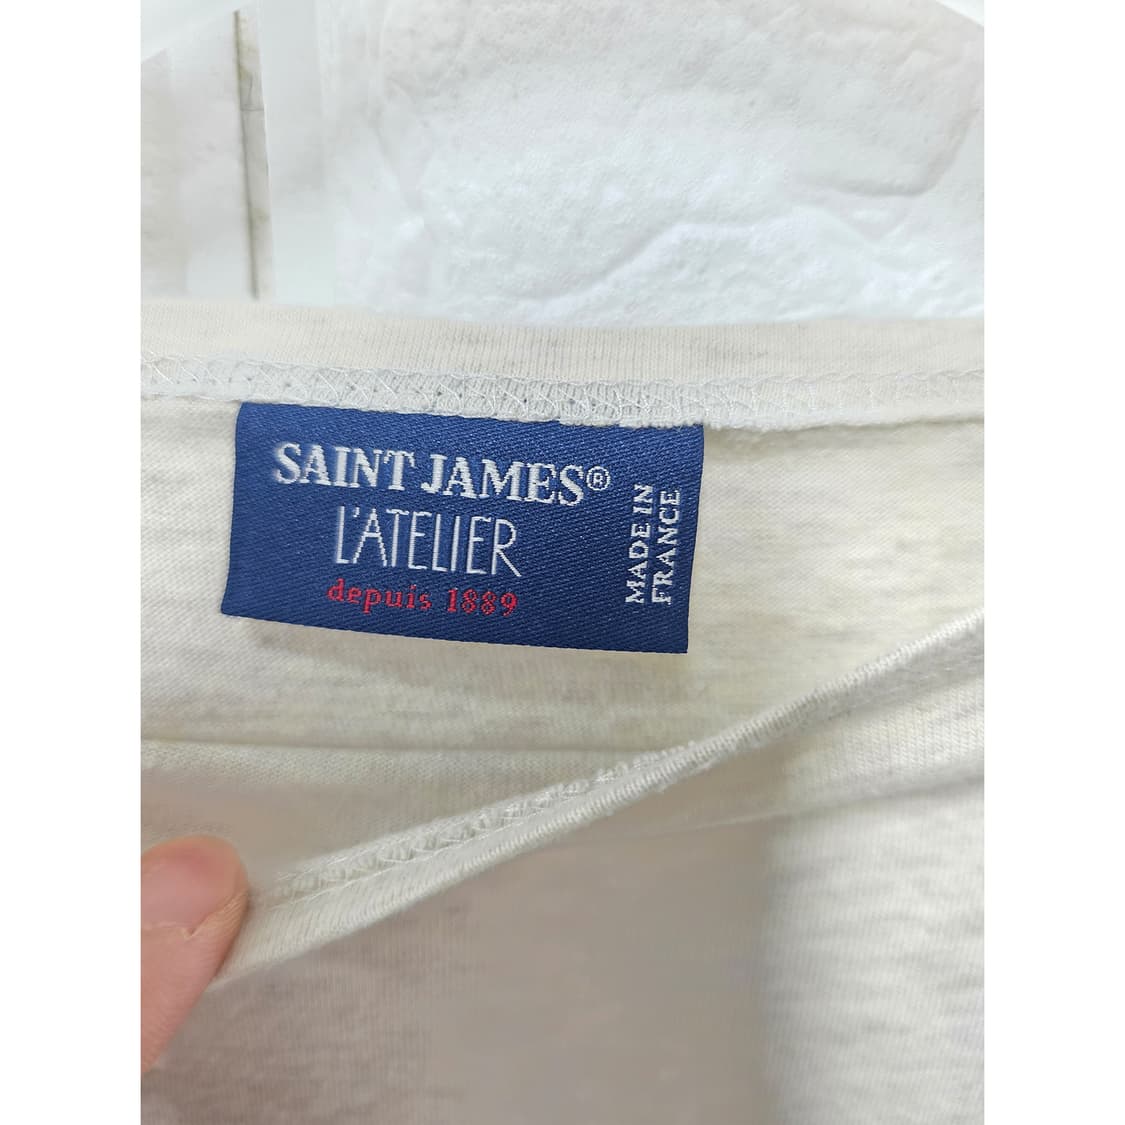 SAINT JAMES®
L'ATELIER
depuis 1889
MADE IN
FRANCE